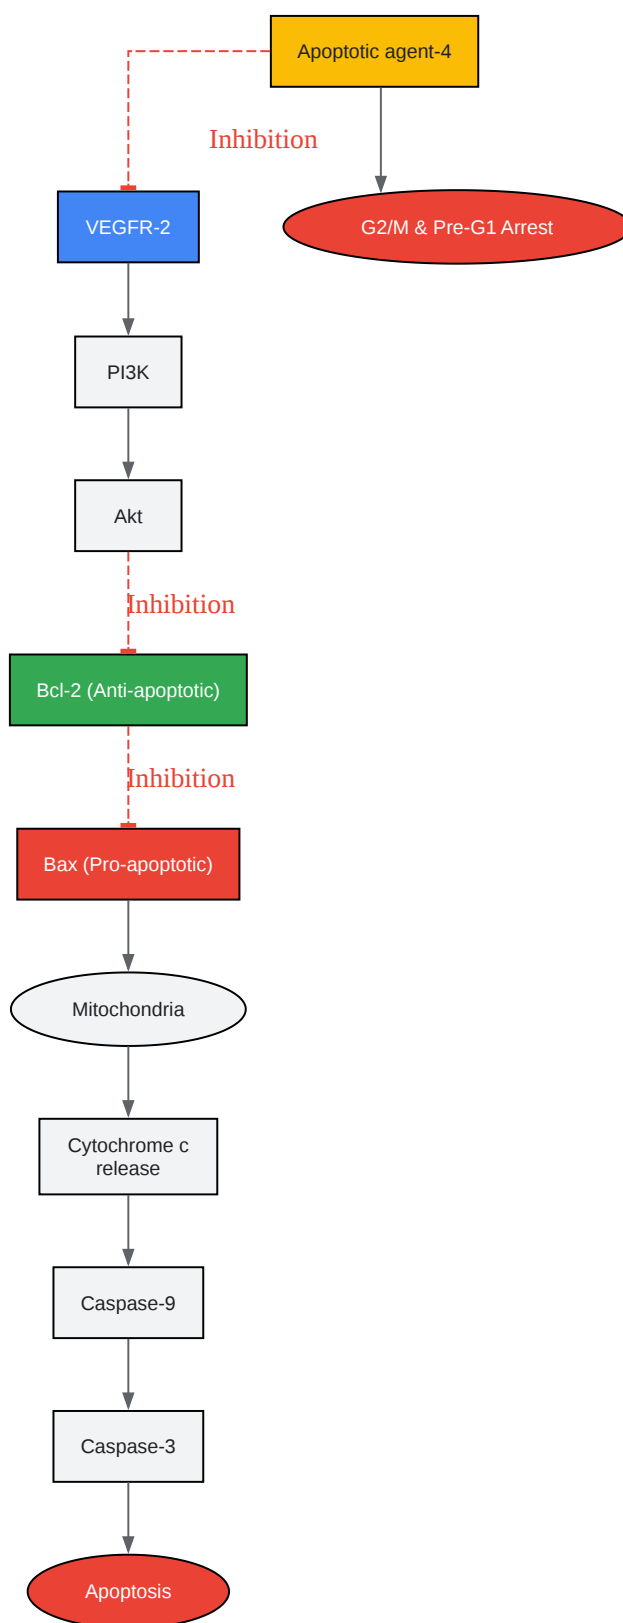 Apoptotic agent-4
Inhibition
VEGFR-2
G2/M & Pre-G1 Arrest
PI3K
Akt
Inhibition
Bcl-2 (Anti-apoptotic)
Inhibition
Bax (Pro-apoptotic)
Mitochondria
Cytochrome c
release
Caspase-9
Caspase-3
Apoptosis